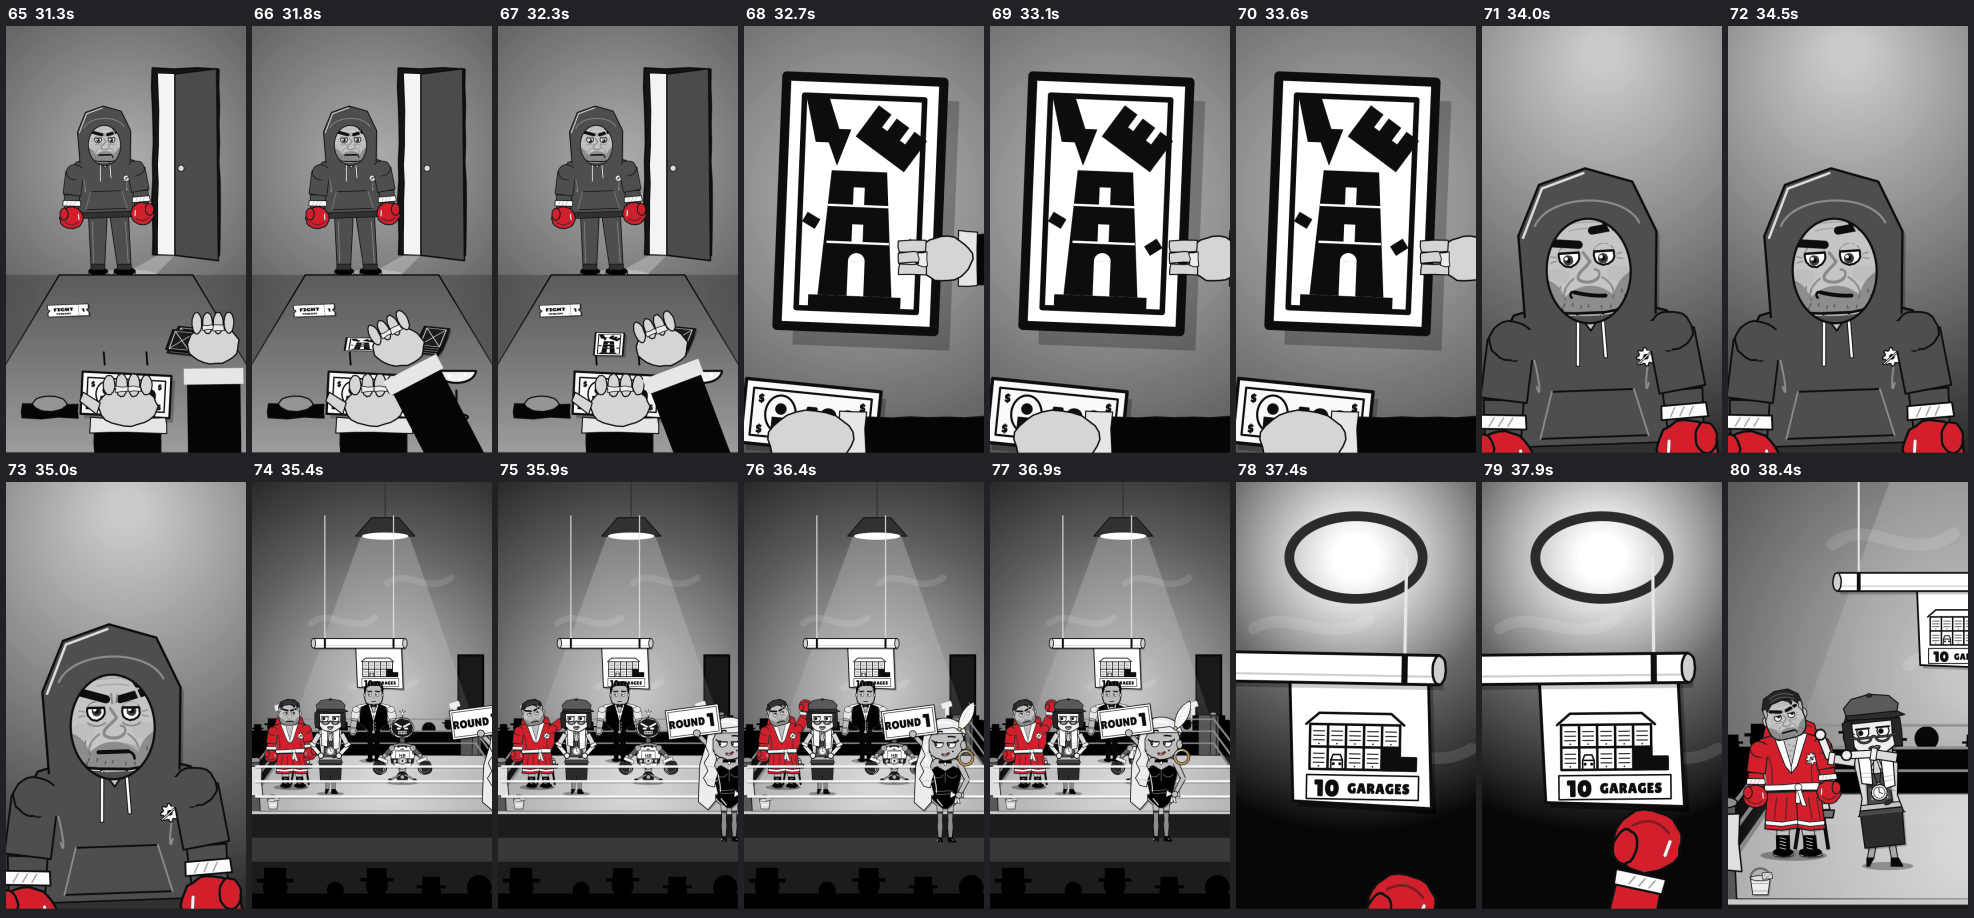 65 31.3s
66 31.8s
67 32.3s
68 32.7s
69 33.1s
70 33.6s
71 34.0s
72 34.5s
FIGHT
FIGHT
FIGHT
$ $
$ $
$ $
E
E
E
$
$
$
$
$
$
$
$
$
73 35.0s
74 35.4s
75 35.9s
76 36.4s
77 36.9s
78 37.4s
79 37.9s
80 38.4s
ROUND
ROUND 1
ROUND 1
ROUND 1
10 GARAGES
10 GARAGES
10 GA